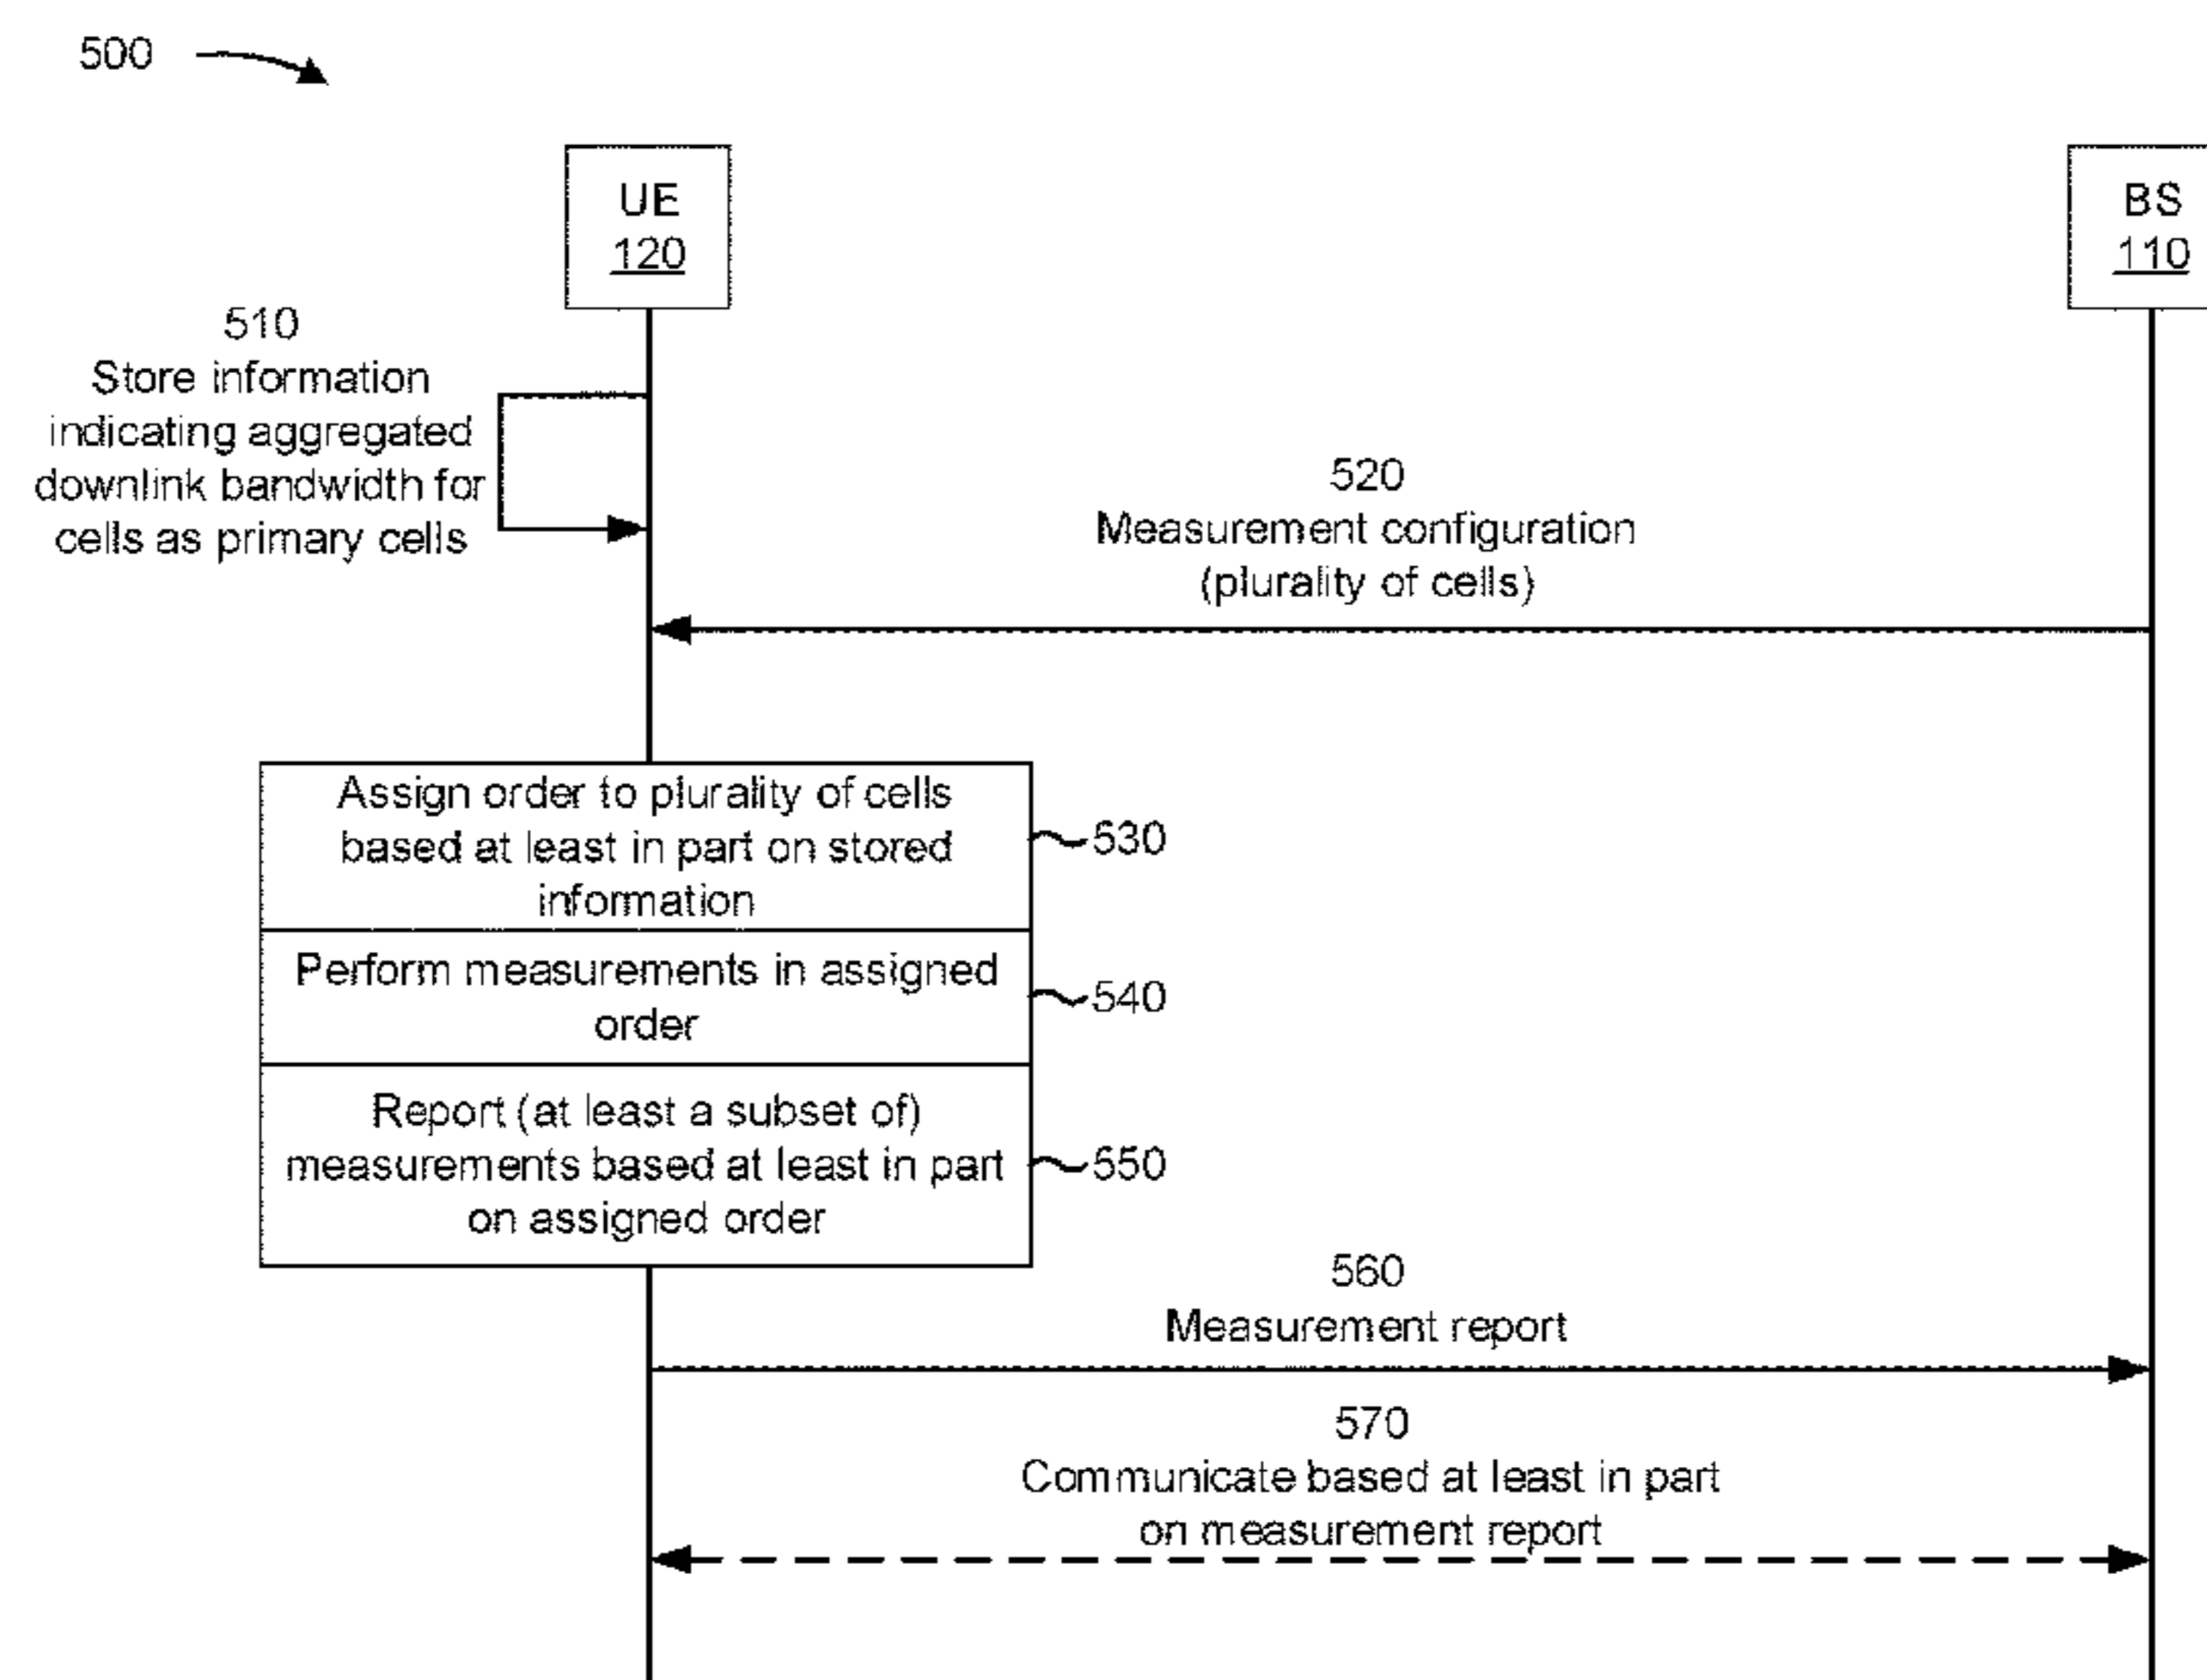 500
UE
120
BS
110
510
Store information
indicating aggregated
downlink bandwidth for
cells as primary cells
520
Measurement configuration
(plurality of cells)
Assign order to plurality of cells
based at least in part on stored
information
530
Perform measurements in assigned
order
540
Report (at least a subset of)
measurements based at least in part
on assigned order
550
560
Measurement report
570
Communicate based at least in part
on measurement report